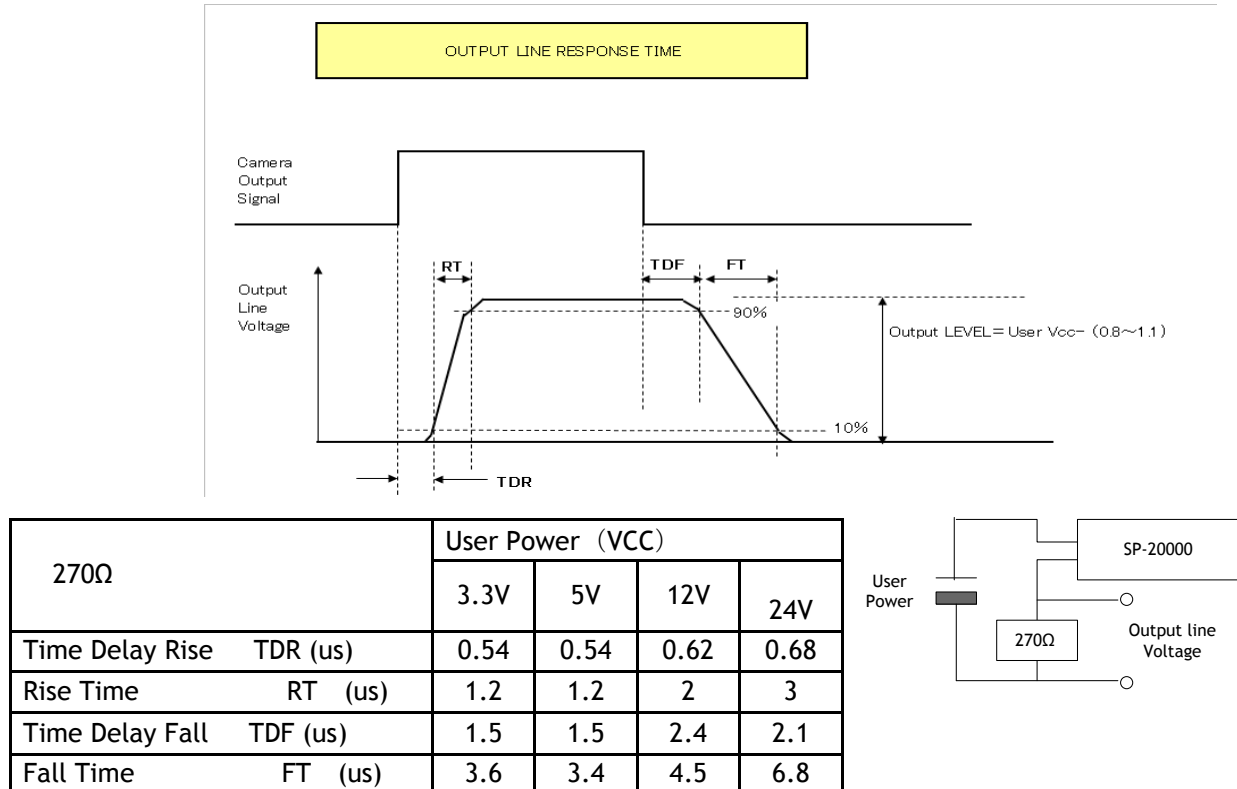 OUTPUT LINE RESPONSE TIME
Camera
Output
Signal
RT
TDF
FT
Output
Line
Voltage
90%
Output LEVEL=User Vcc-（0.8～1.1）
10%
TDR
270Ω
User Power（VCC）
3.3V 5V 12V 24V
Time Delay Rise TDR (us) 0.54 0.54 0.62 0.68
Rise Time RT (us) 1.2 1.2 2 3
Time Delay Fall TDF (us) 1.5 1.5 2.4 2.1
Fall Time FT (us) 3.6 3.4 4.5 6.8
SP-20000
User
Power
270Ω
Output line
Voltage